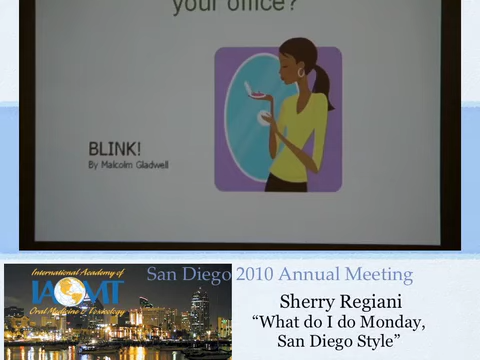 your office?
BLINK!
By Malcolm Gladwell
International Academy of
IAOMT
Oral Medicine & Toxicology
San Diego 2010 Annual Meeting
Sherry Regiani
“What do I do Monday,
San Diego Style”